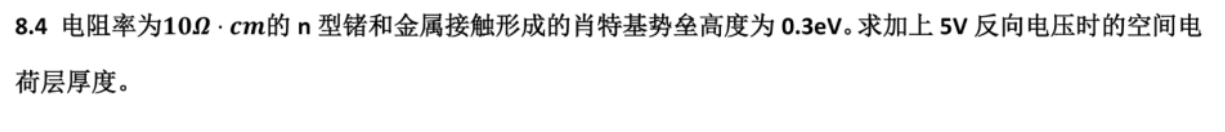 8.4 电阻率为10Ω · cm的 n 型锗和金属接触形成的肖特基势垒高度为 0.3eV。求加上 5V 反向电压时的空间电
荷层厚度。